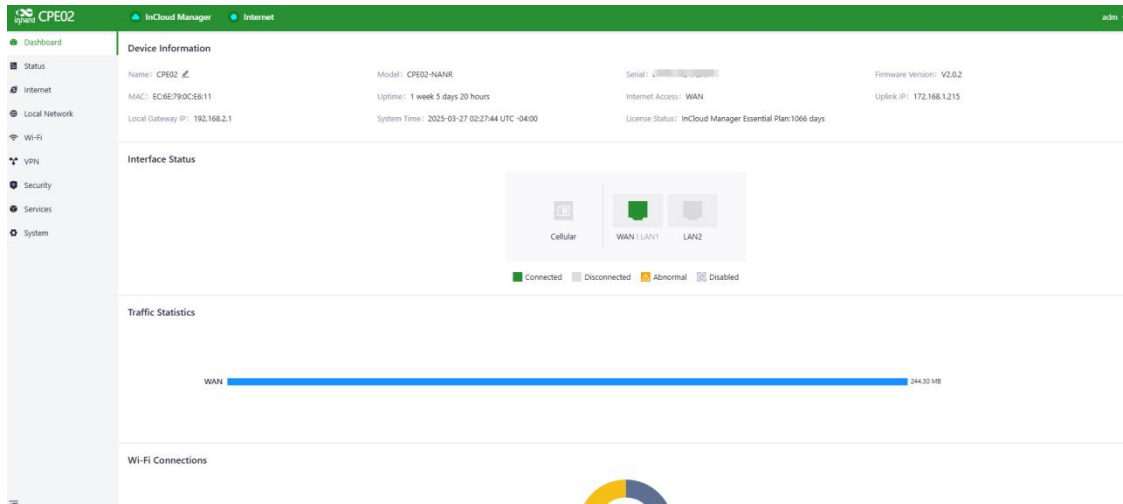 inhand CPE02
InCloud Manager
Internet
adm
Dashboard
Status
Internet
Local Network
Wi-Fi
VPN
Security
Services
System
Device Information
Name: CPE02
Model: CPE02-NANR
Serial:
Firmware Version: V2.0.2
MAC: EC:6E:79:0C:E6:11
Uptime: 1 week 5 days 20 hours
Internet Access: WAN
Uplink IP: 172.168.1.215
Local Gateway IP: 192.168.2.1
System Time: 2025-03-27 02:27:44 UTC -04:00
License Status: InCloud Manager Essential Plan:1066 days
Interface Status
Cellular
WAN | LAN1
LAN2
Connected
Disconnected
Abnormal
Disabled
Traffic Statistics
WAN
244.30 MB
Wi-Fi Connections